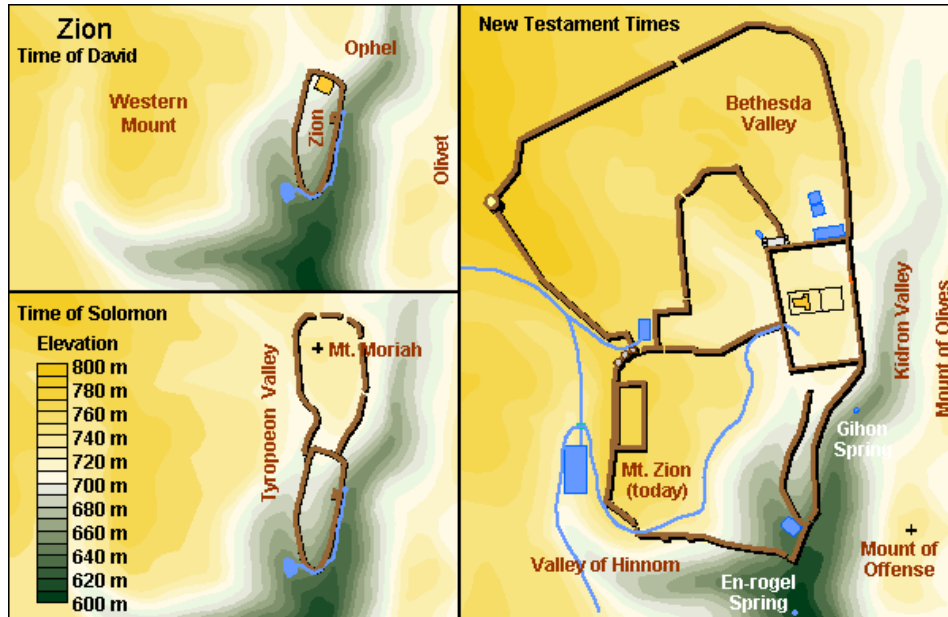 Zion
Time of David
Ophel
Western
Mount
Zion
Olivet
Time of Solomon
Elevation
800 m
780 m
760 m
740 m
720 m
700 m
680 m
660 m
640 m
620 m
600 m
Mt. Moriah
Tyropoeon Valley
New Testament Times
Bethesda
Valley
Kidron Valley
Mount of Olives
Gihon
Spring
Mt. Zion
(today)
Valley of Hinnorn
Mount of
Offense
En-rogel
Spring